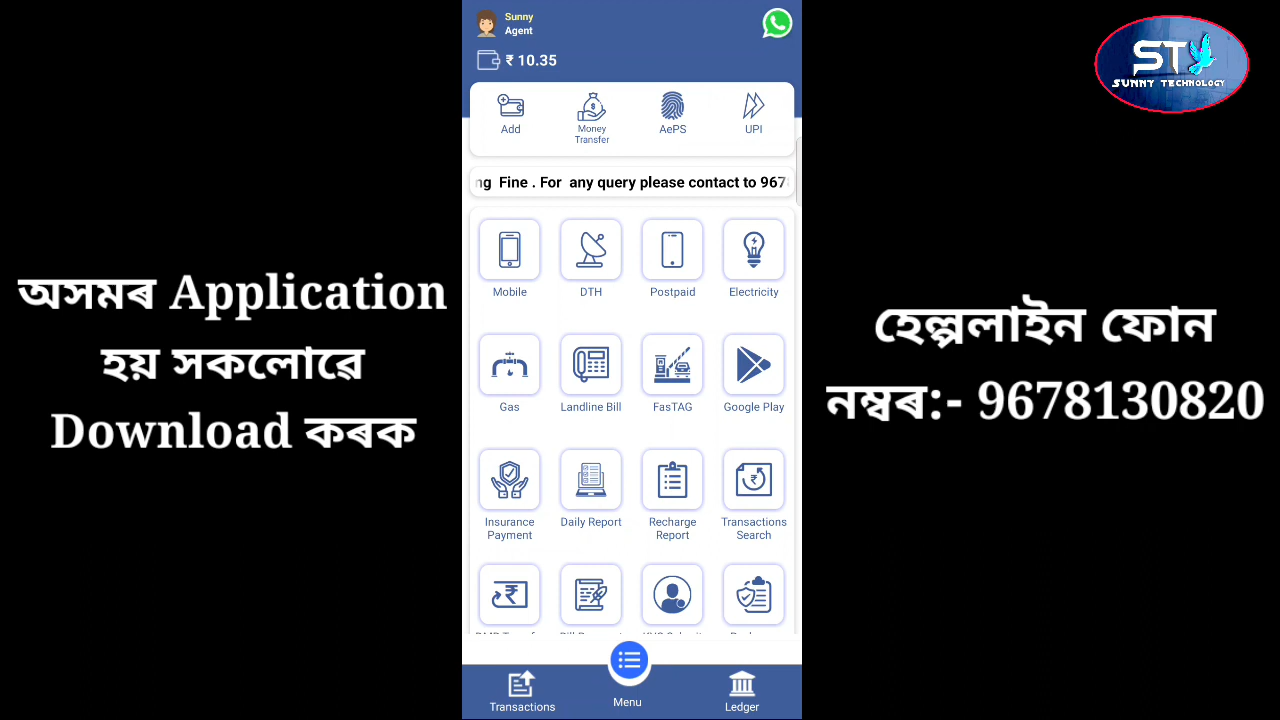 Sunny
Agent
₹ 10.35
Add
Money
Transfer
AePS
UPI
ng Fine . For any query please contact to 967
Mobile
DTH
Postpaid
Electricity
Gas
Landline Bill
FasTAG
Google Play
Insurance
Payment
Daily Report
Recharge
Report
Transactions
Search
Transactions
Menu
Ledger
অসমৰ Application
হয় সকলোৱে
Download কৰক
ST
SUNNY TECHNOLOGY
হেল্পলাইন ফোন
নম্বৰ:- 9678130820